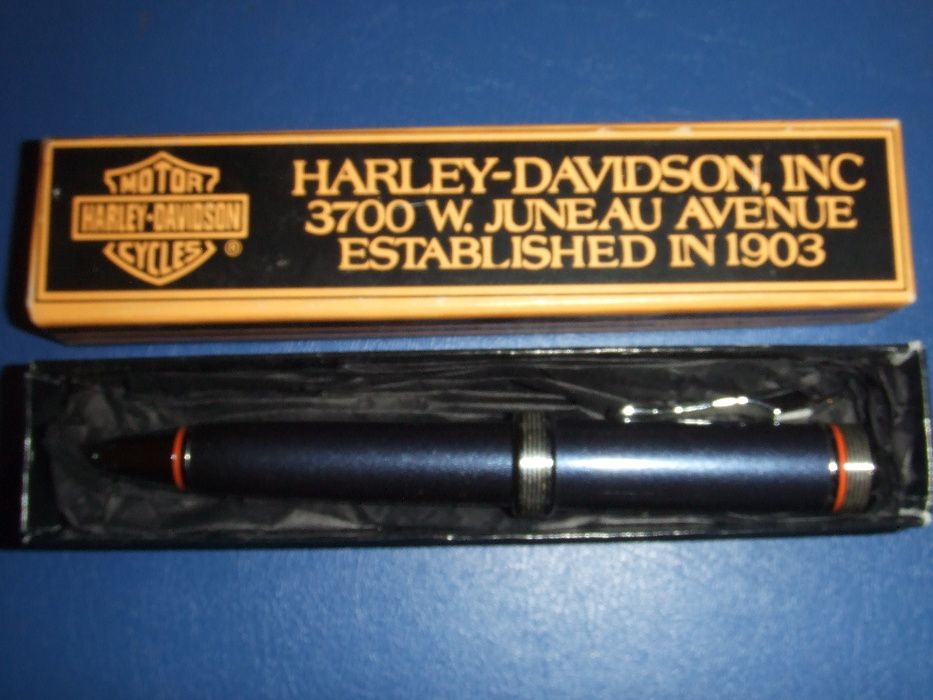 MOTOR
HARLEY-DAVIDSON
CYCLES
®
HARLEY-DAVIDSON, INC
3700 W. JUNEAU AVENUE
ESTABLISHED IN 1903